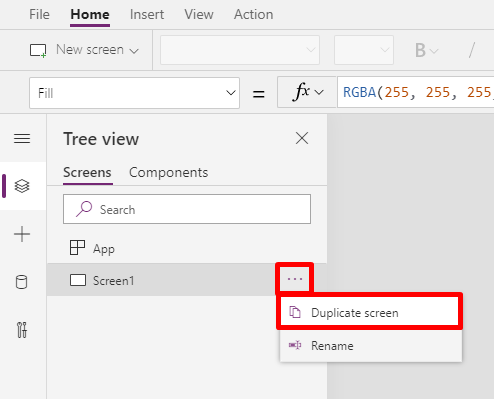 File Home Insert View Action
New screen B /
Fill = fx RGBA(255, 255, 255,
Tree view
Screens Components
Search
App
Screen1 ...
Duplicate screen
Rename